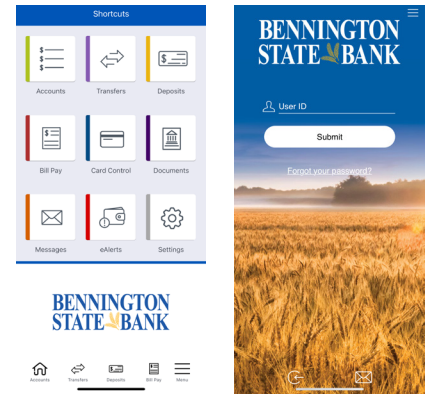 Shortcuts
$
$
$
$
Accounts
Transfers
Deposits
$
Bill Pay
Card Control
Documents
Messages
eAlerts
Settings
BENNINGTON
STATE BANK
Accounts
Transfers
Deposits
Bill Pay
Menu
BENNINGTON
STATE BANK
User ID
Submit
Forgot your password?